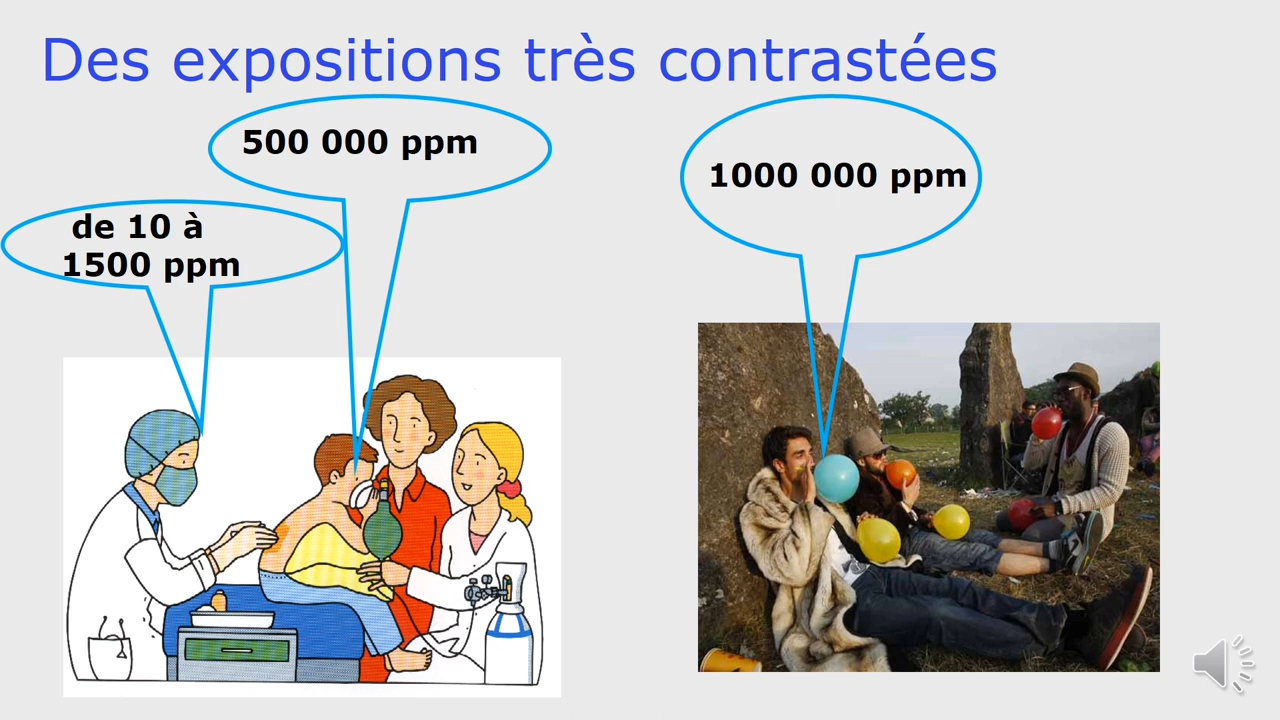 Des expositions très contrastées
500 000 ppm
1000 000 ppm
de 10 à
1500 ppm